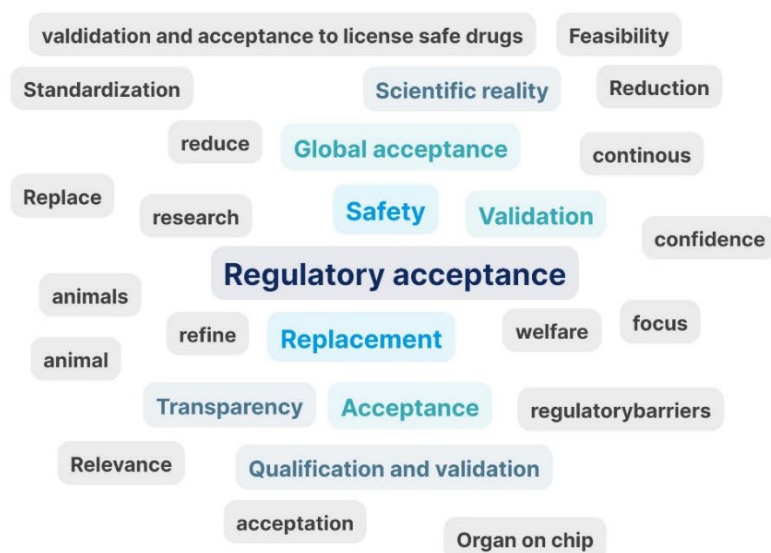 valdidation and acceptance to license safe drugs
Feasibility
Standardization
Scientific reality
Reduction
reduce
Global acceptance
continous
Replace
research
Safety
Validation
confidence
Regulatory acceptance
animals
refine
Replacement
welfare
focus
animal
Transparency
Acceptance
regulatorybarriers
Relevance
Qualification and validation
acceptation
Organ on chip